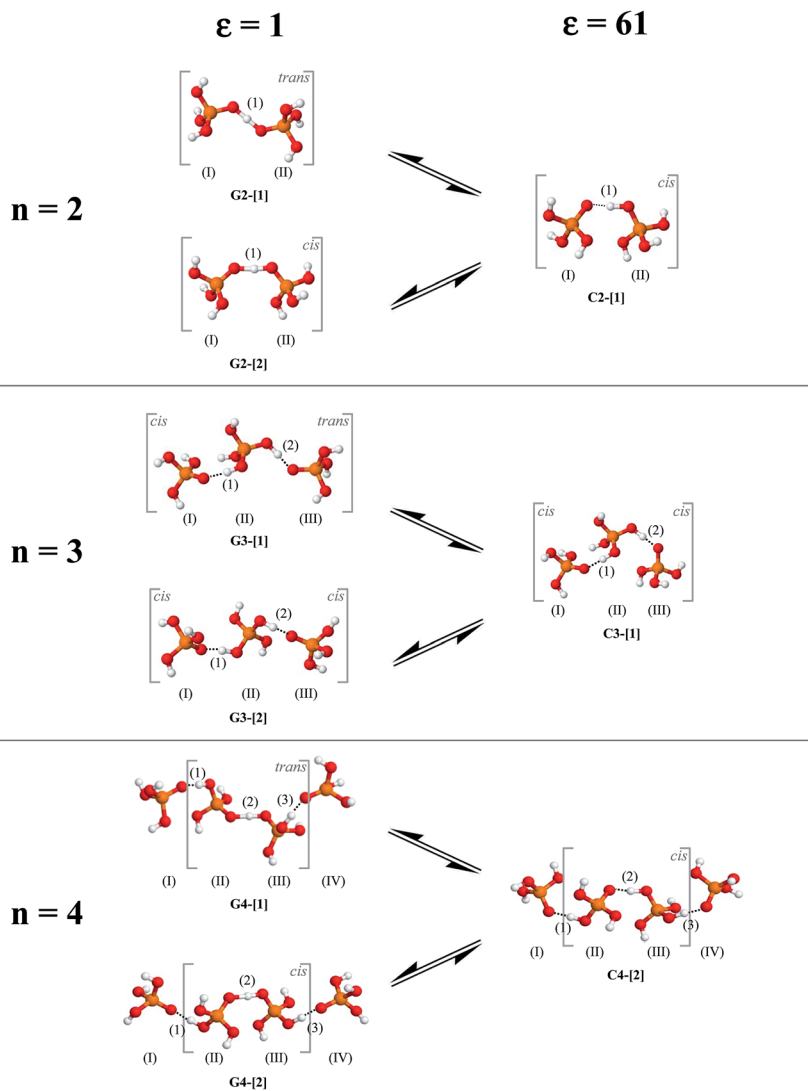 ε = 1
ε = 61
n = 2
trans
(1)
(I) (II)
G2-[1]
cis
(1)
(I) (II)
G2-[2]
cis
(1)
(I) (II)
C2-[1]
n = 3
cis trans
(2)
(1)
(I) (II) (III)
G3-[1]
cis cis
(2)
(1)
(I) (II) (III)
G3-[2]
cis cis
(2)
(1)
(I) (II) (III)
C3-[1]
n = 4
trans
(1)
(2) (3)
(I) (II) (III) (IV)
G4-[1]
cis
(2)
(1) (3)
(I) (II) (III) (IV)
G4-[2]
cis
(2)
(1) (3)
(I) (II) (III) (IV)
C4-[2]